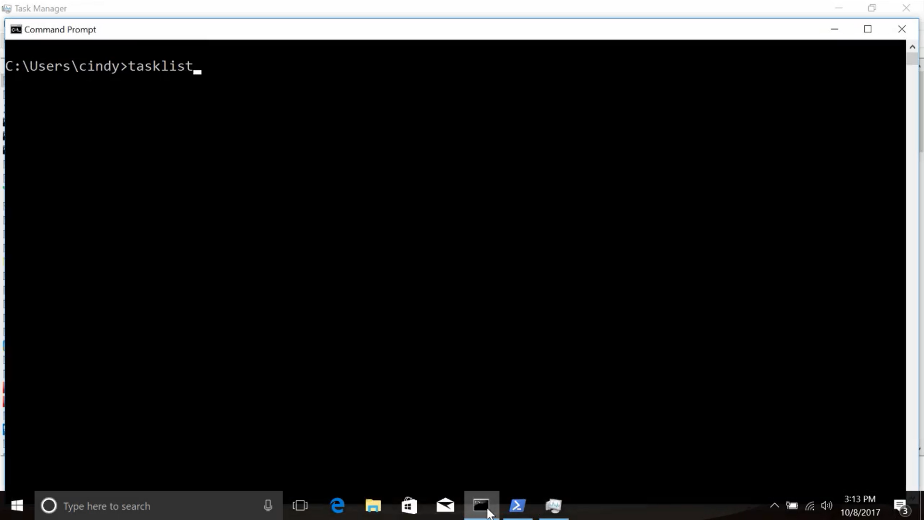 Task Manager
Command Prompt
C:\Users\cindy>tasklist
Type here to search
3:13 PM
10/8/2017
3